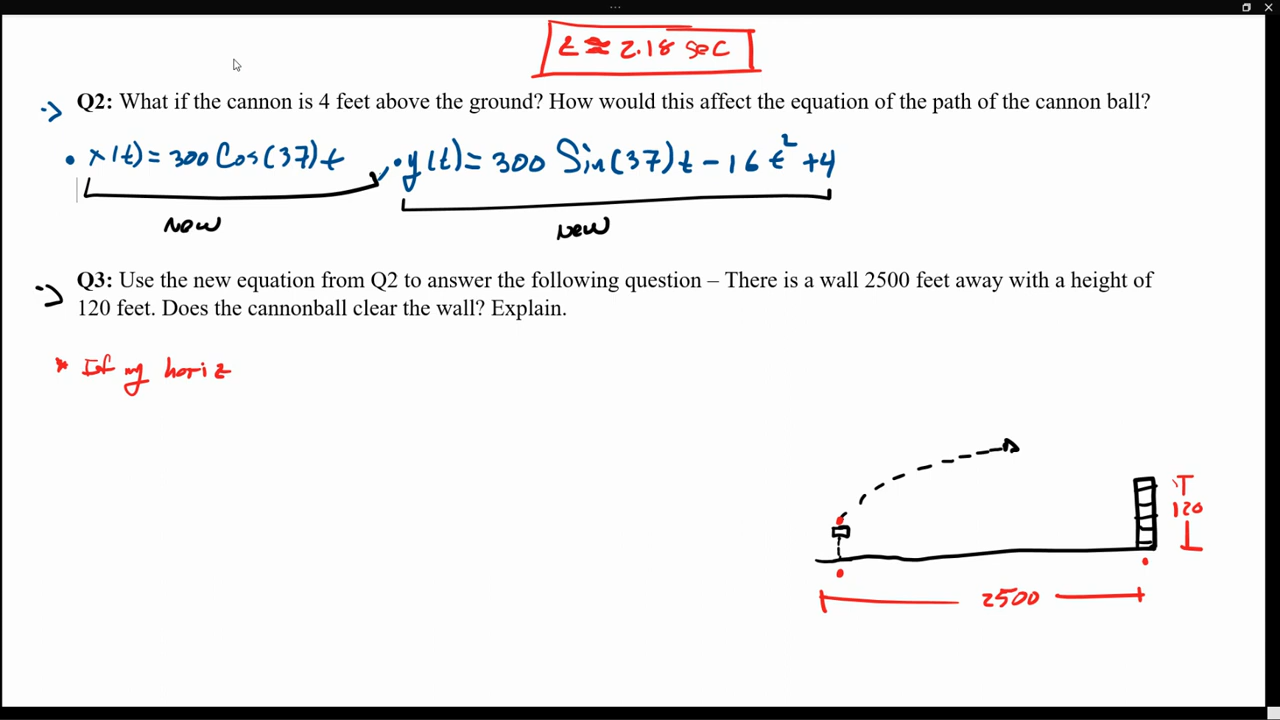 t ≈ 2.18 sec
Q2: What if the cannon is 4 feet above the ground? How would this affect the equation of the path of the cannon ball?
• x(t) = 300 Cos(37)t
• y(t) = 300 Sin(37)t - 16t² + 4
New
New
Q3: Use the new equation from Q2 to answer the following question – There is a wall 2500 feet away with a height of
120 feet. Does the cannonball clear the wall? Explain.
* If my horiz
120
2500